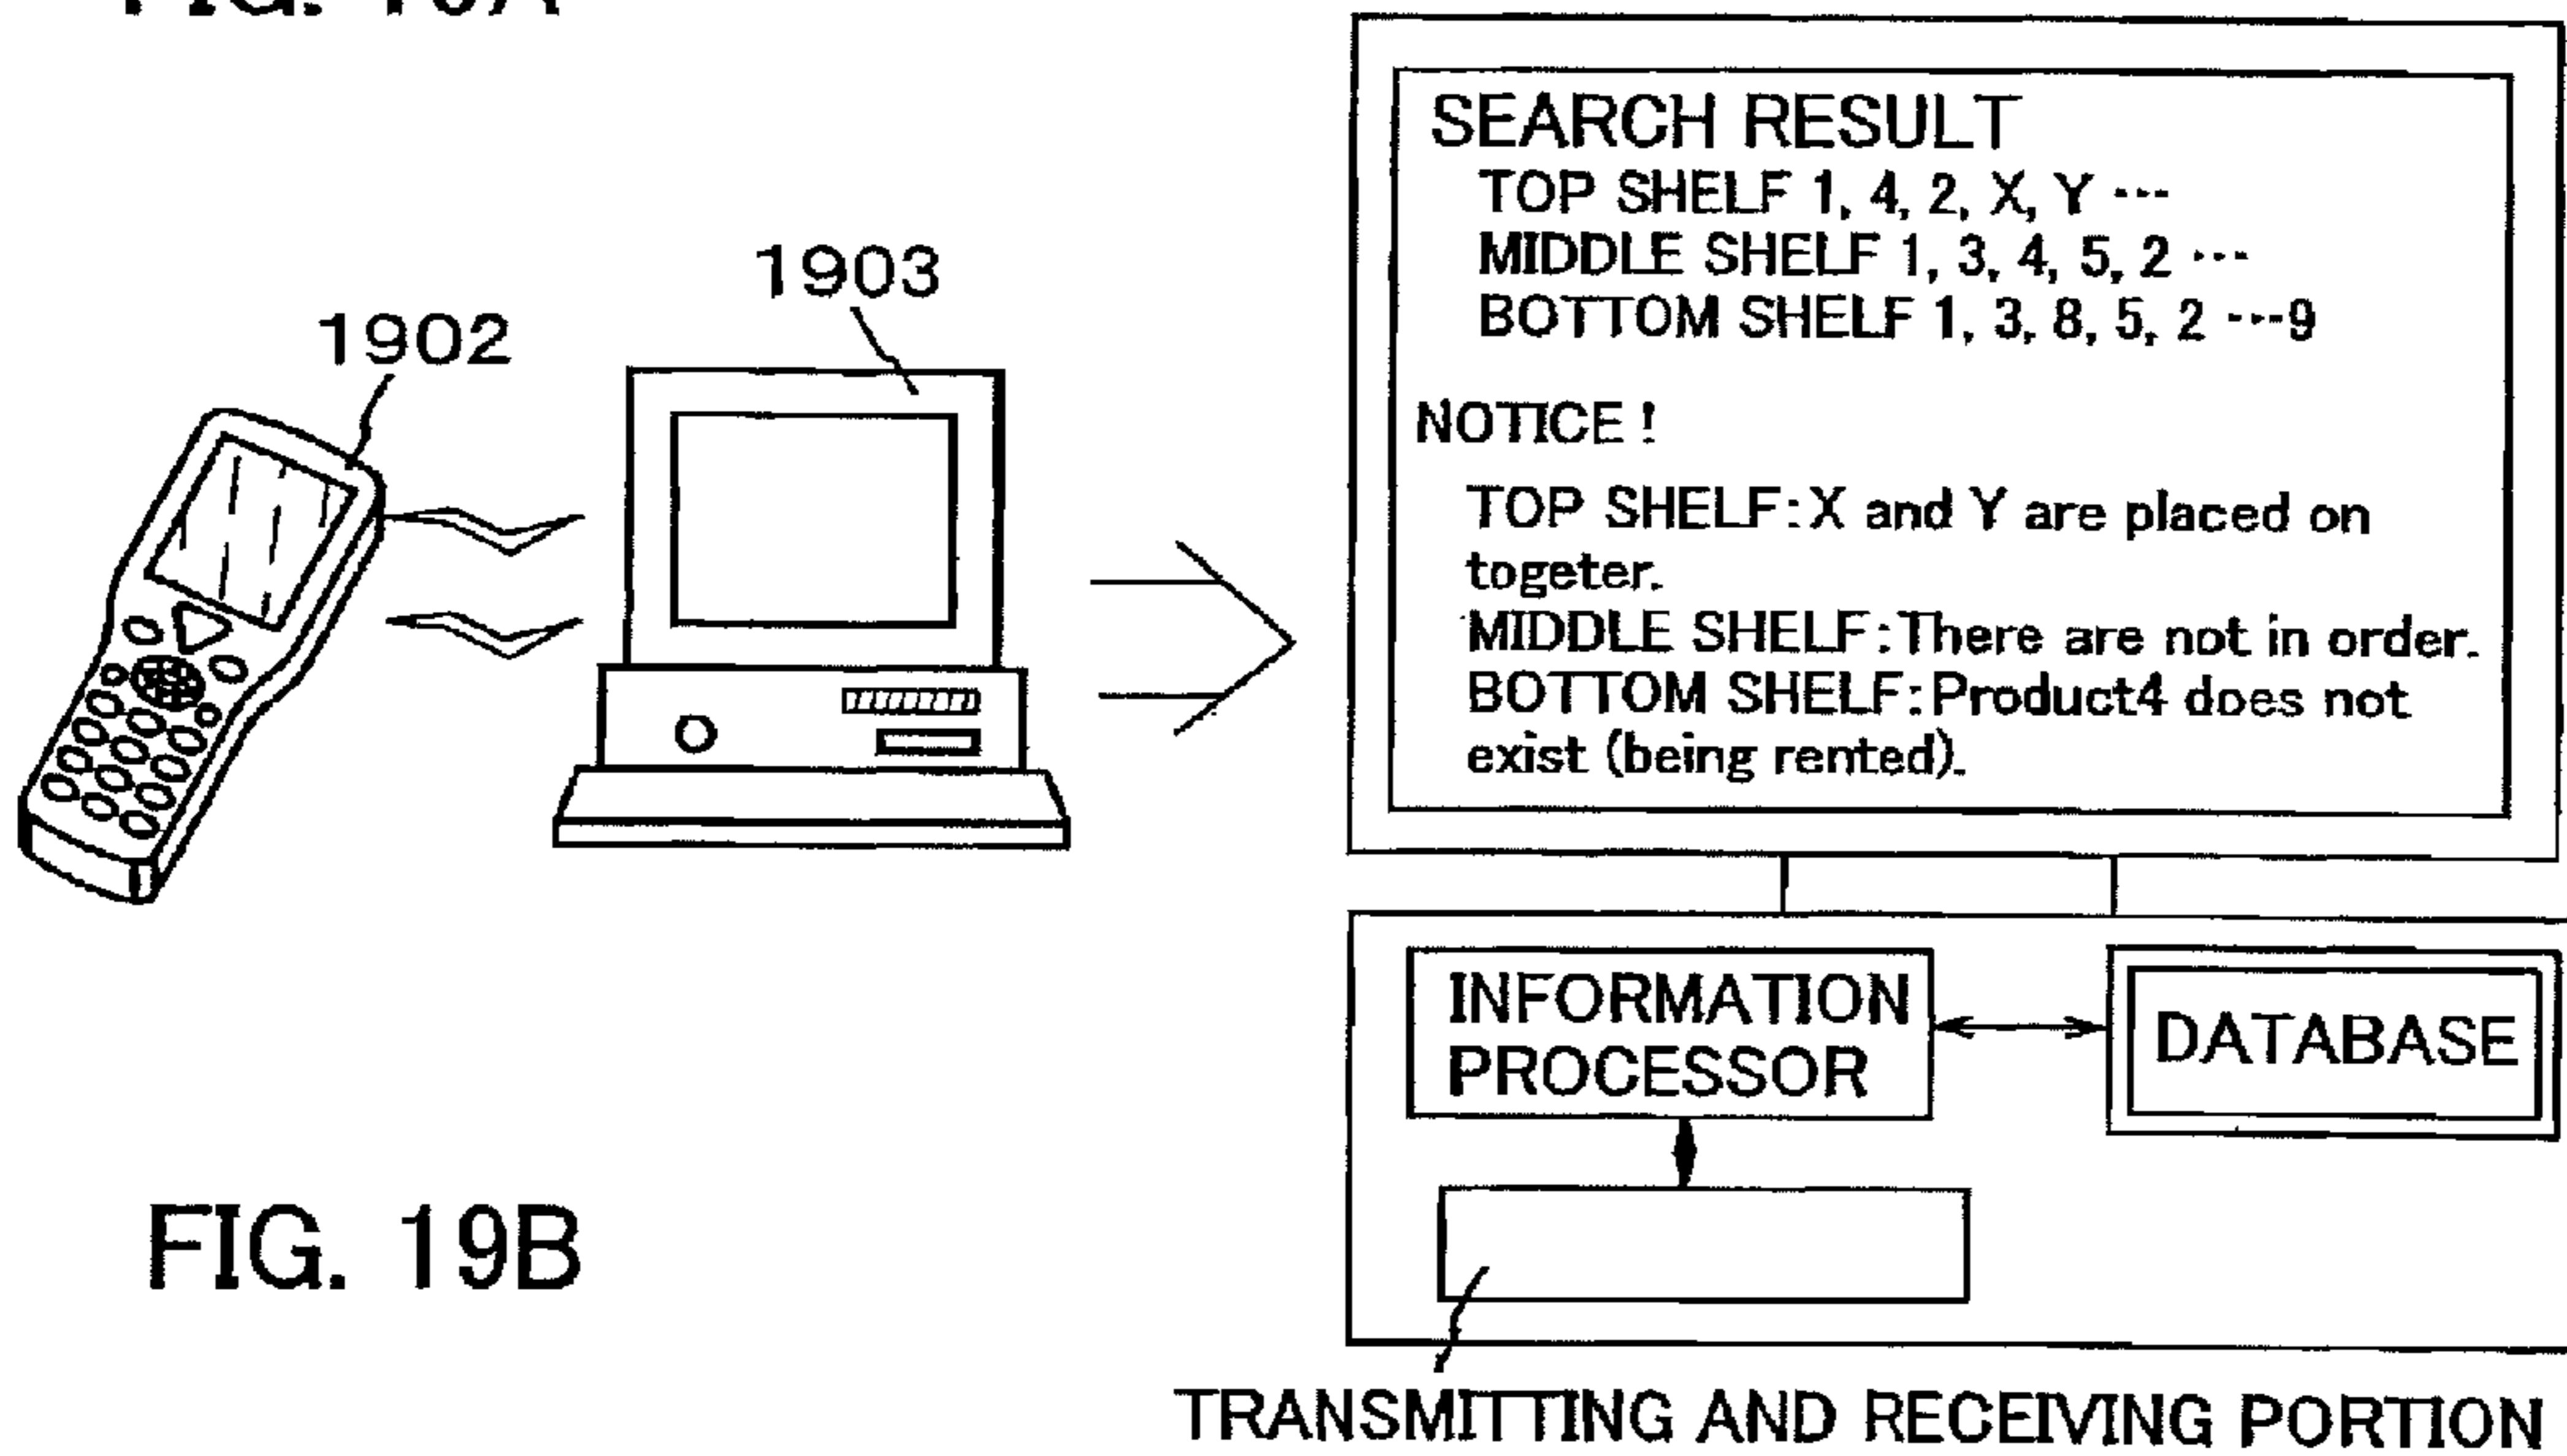 1902
1903
SEARCH RESULT
TOP SHELF 1, 4, 2, X, Y ---
MIDDLE SHELF 1, 3, 4, 5, 2 ---
BOTTOM SHELF 1, 3, 8, 5, 2 ---9
NOTICE !
TOP SHELF:X and Y are placed on
togeter.
MIDDLE SHELF:There are not in order.
BOTTOM SHELF:Product4 does not
exist (being rented).
INFORMATION
PROCESSOR
DATABASE
FIG. 19B
TRANSMITTING AND RECEIVING PORTION